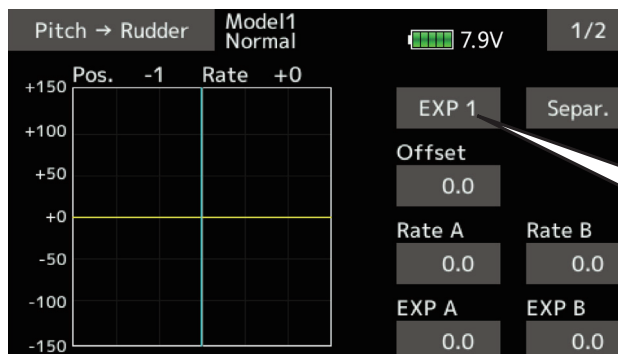 Pitch → Rudder
Model1
Normal
7.9V
1/2
Pos. -1 Rate +0
+150
+100
+50
+0
-50
-100
-150
EXP 1
Separ.
Offset
0.0
Rate A
Rate B
0.0
0.0
EXP A
EXP B
0.0
0.0